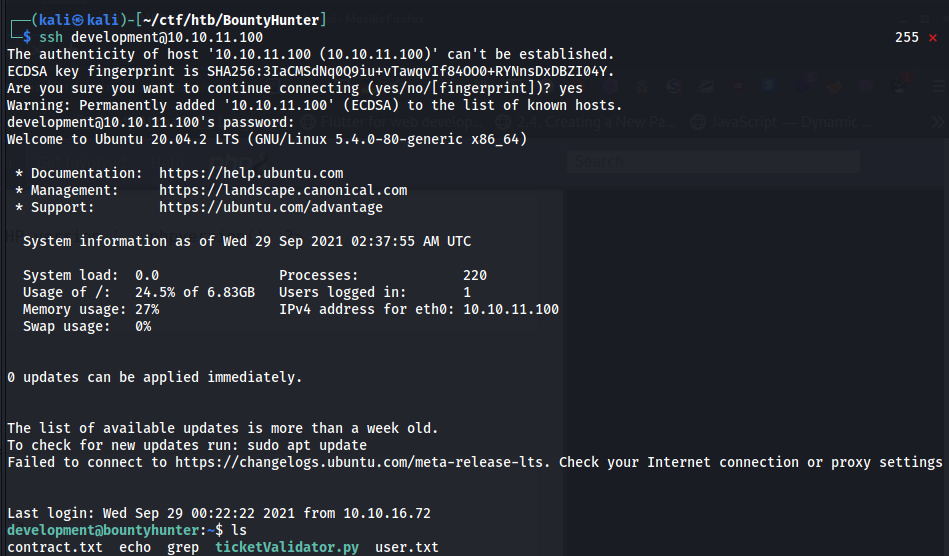 ┌──(kali㉿kali)-[~/ctf/htb/BountyHunter]
└─$ ssh development@10.10.11.100 255 ⨯
The authenticity of host '10.10.11.100 (10.10.11.100)' can't be established.
ECDSA key fingerprint is SHA256:3IaCMSdNq0Q9iu+vTawqvIf84OO0+RYNnsDxDBZI04Y.
Are you sure you want to continue connecting (yes/no/[fingerprint])? yes
Warning: Permanently added '10.10.11.100' (ECDSA) to the list of known hosts.
development@10.10.11.100's password:
Welcome to Ubuntu 20.04.2 LTS (GNU/Linux 5.4.0-80-generic x86_64)
* Documentation: https://help.ubuntu.com
* Management: https://landscape.canonical.com
* Support: https://ubuntu.com/advantage
System information as of Wed 29 Sep 2021 02:37:55 AM UTC
System load: 0.0 Processes: 220
Usage of /: 24.5% of 6.83GB Users logged in: 1
Memory usage: 27% IPv4 address for eth0: 10.10.11.100
Swap usage: 0%
0 updates can be applied immediately.
The list of available updates is more than a week old.
To check for new updates run: sudo apt update
Failed to connect to https://changelogs.ubuntu.com/meta-release-lts. Check your Internet connection or proxy settings
Last login: Wed Sep 29 00:22:22 2021 from 10.10.16.72
development@bountyhunter:~$ ls
contract.txt echo grep ticketValidator.py user.txt